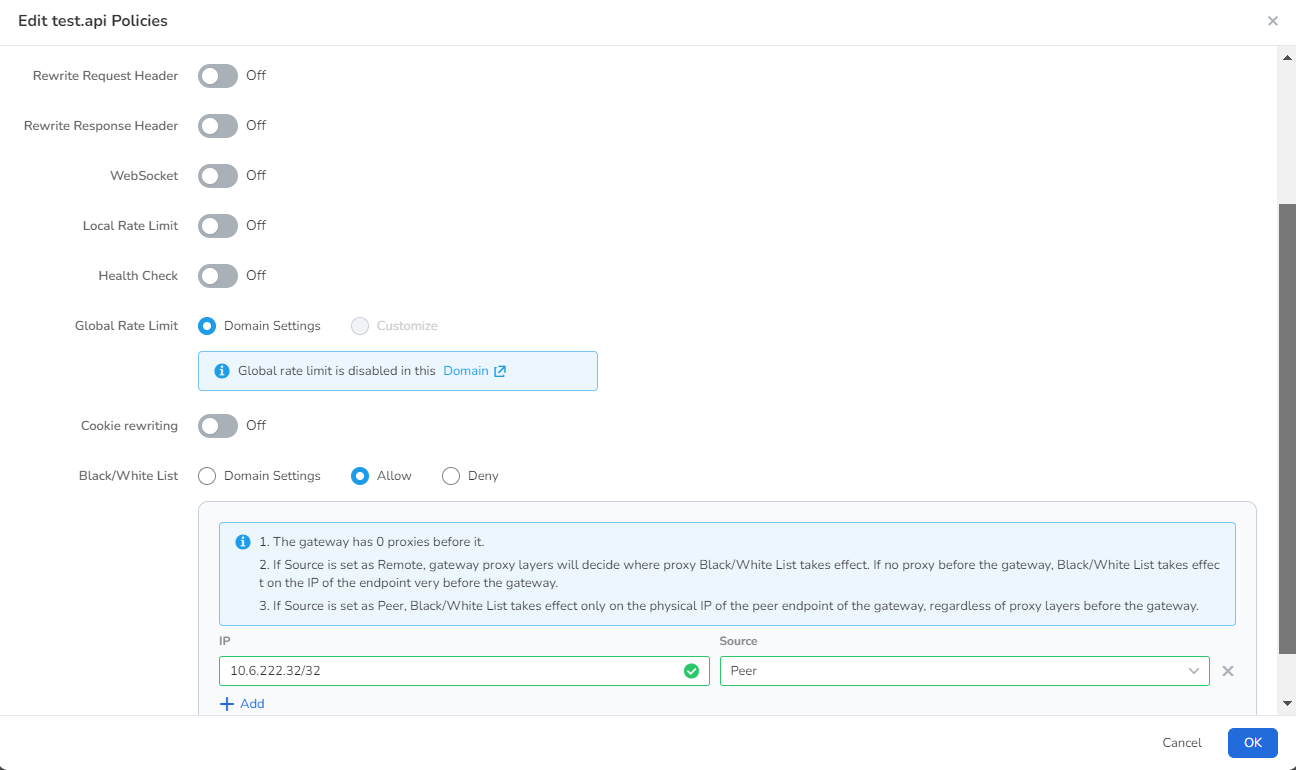 Edit test.api Policies
Rewrite Request Header Off
Rewrite Response Header Off
WebSocket Off
Local Rate Limit Off
Health Check Off
Global Rate Limit Domain Settings Customize
Global rate limit is disabled in this Domain
Cookie rewriting Off
Black/White List Domain Settings Allow Deny
1. The gateway has 0 proxies before it.
2. If Source is set as Remote, gateway proxy layers will decide where proxy Black/White List takes effect. If no proxy before the gateway, Black/White List takes effec
t on the IP of the endpoint very before the gateway.
3. If Source is set as Peer, Black/White List takes effect only on the physical IP of the peer endpoint of the gateway, regardless of proxy layers before the gateway.
IP Source
10.6.222.32/32 Peer
Add
Cancel OK